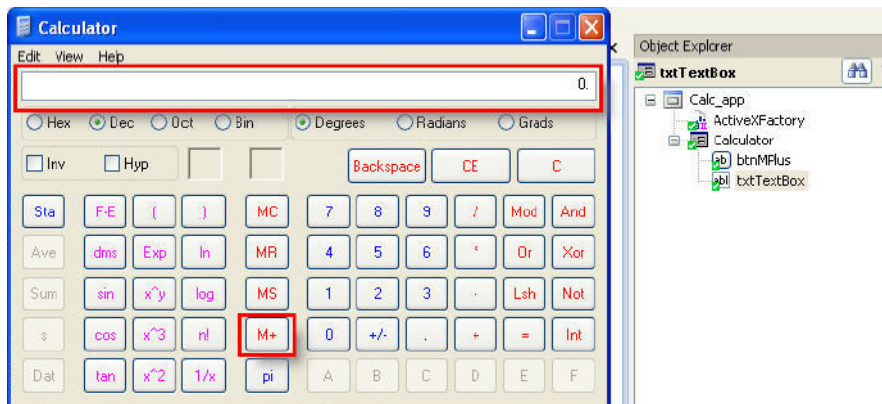 Calculator
Edit View Help
0.
Hex Dec Oct Bin Degrees Radians Grads
Inv Hyp Backspace CE C
Sta F-E ( ) MC 7 8 9 / Mod And
Ave dms Exp ln MR 4 5 6 * Or Xor
Sum sin x^y log MS 1 2 3 - Lsh Not
s cos x^3 n! M+ 0 +/- . + = Int
Dat tan x^2 1/x pi A B C D E F
Object Explorer
txtTextBox
Calc_app
ActiveXFactory
Calculator
btnMPlus
txtTextBox